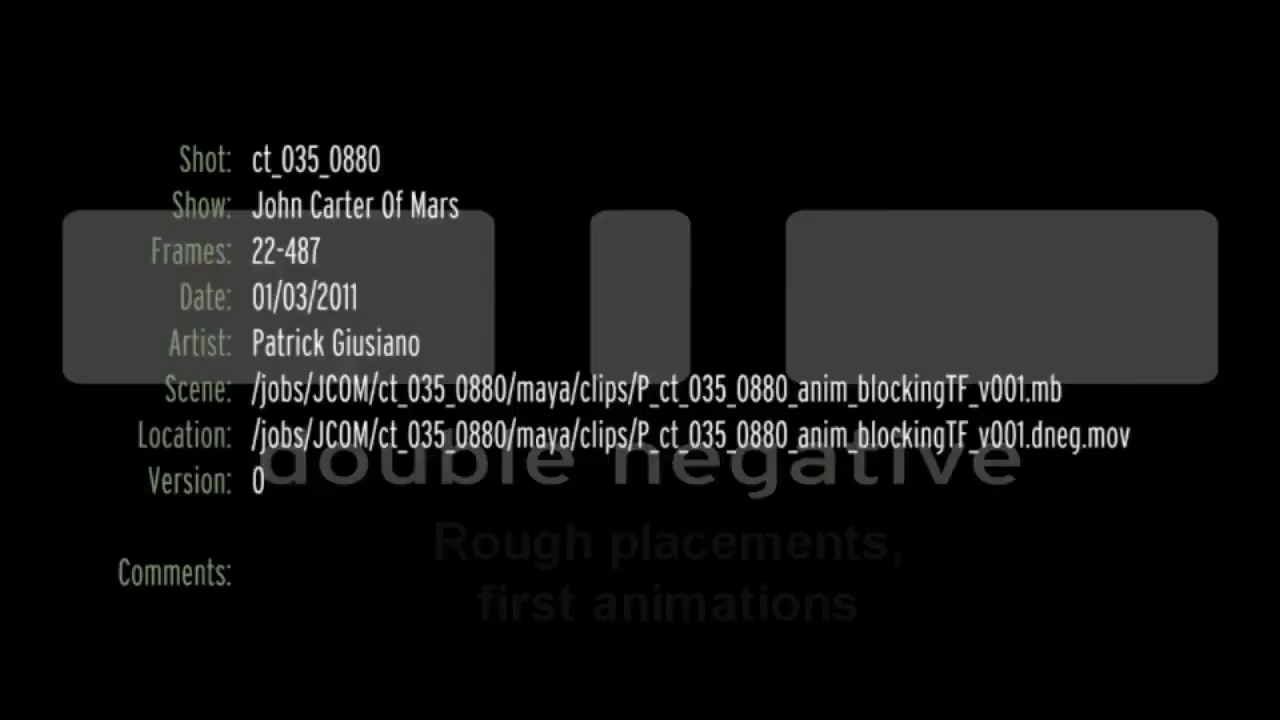 Shot: ct_035_0880
Show: John Carter Of Mars
Frames: 22-487
Date: 01/03/2011
Artist: Patrick Giusiano
Scene: /jobs/JCOM/ct_035_0880/maya/clips/P_ct_035_0880_anim_blockingTF_v001.mb
Location: /jobs/JCOM/ct_035_0880/maya/clips/P_ct_035_0880_anim_blockingTF_v001.dneg.mov
double negative
Version: 0
Rough placements,
Comments:
first animations